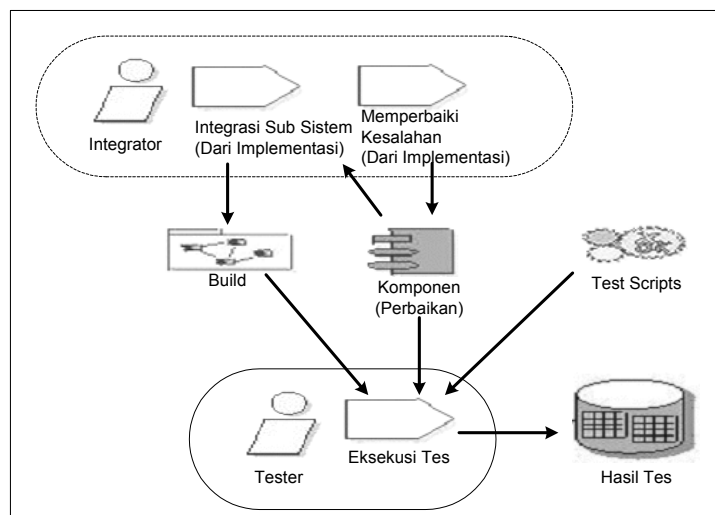 Integrator
Integrasi Sub Sistem
(Dari Implementasi)
Memperbaiki
Kesalahan
(Dari Implementasi)
Build
Komponen
(Perbaikan)
Test Scripts
Tester
Eksekusi Tes
Hasil Tes